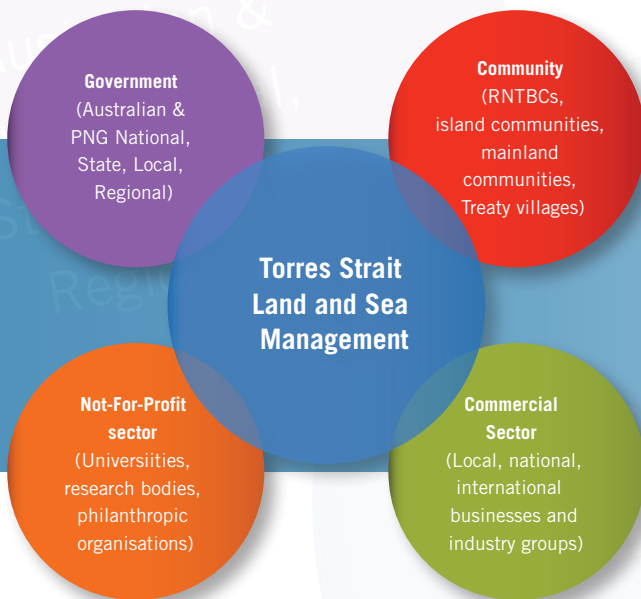 Government
(Australian &
PNG National,
State, Local,
Regional)
Community
(RNTBCs,
island communities,
mainland
communities,
Treaty villages)
Torres Strait
Land and Sea
Management
Not-For-Profit
sector
(Universiities,
research bodies,
philanthropic
organisations)
Commercial
Sector
(Local, national,
international
businesses and
industry groups)